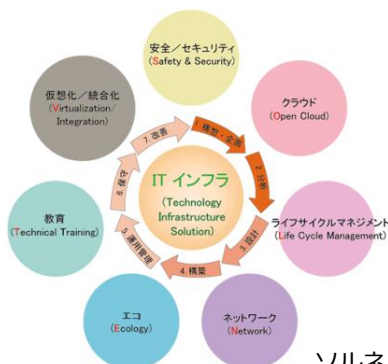 安全／セキュリティ
(Safety & Security)
仮想化／統合化
(Virtualization/
Integration)
クラウド
(Open Cloud)
7. 改善
1. 構想・企画
2. 分析
6. 保守
IT インフラ
(Technology
Infrastructure
Solution)
教育
(Technical Training)
ライフサイクルマネジメント
(Life Cycle Management)
3. 設計
5. 運用管理
4. 構築
エコ
(Ecology)
ネットワーク
(Network)
ソルネ